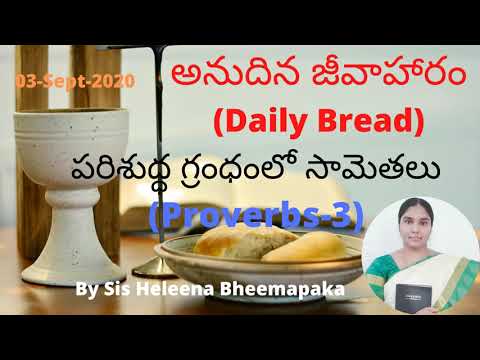 03-Sept-2020
అనుదిన జీవాహారం
(Daily Bread)
పరిశుద్ధ గ్రంధంలో సామెతలు
(Proverbs-3)
By Sis Heleena Bheemapaka